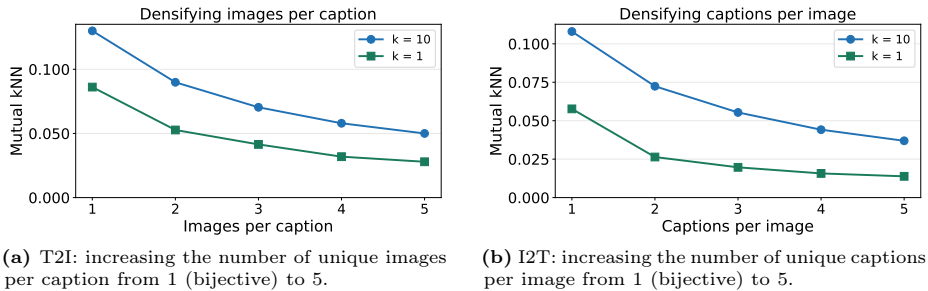 Densifying images per caption
Mutual kNN
0.100
0.050
0.000
k = 10
k = 1
1 2 3 4 5
Images per caption
(a) T2I: increasing the number of unique images
per caption from 1 (bijective) to 5.
Densifying captions per image
Mutual kNN
0.100
0.075
0.050
0.025
0.000
k = 10
k = 1
1 2 3 4 5
Captions per image
(b) I2T: increasing the number of unique captions
per image from 1 (bijective) to 5.